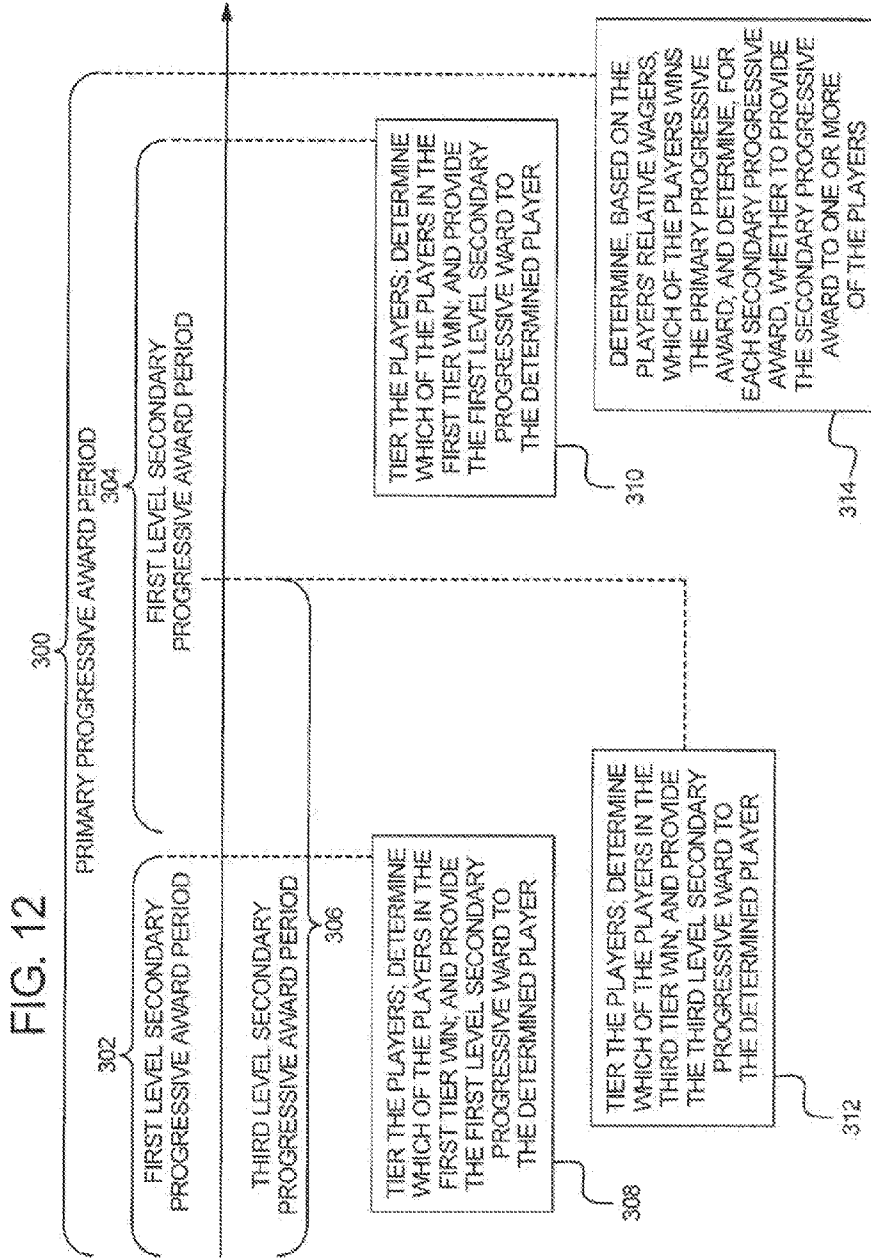 FIG. 12
300
PRIMARY PROGRESSIVE AWARD PERIOD
302
FIRST LEVEL SECONDARY
PROGRESSIVE AWARD PERIOD
304
FIRST LEVEL SECONDARY
PROGRESSIVE AWARD PERIOD
THIRD LEVEL SECONDARY
PROGRESSIVE AWARD PERIOD
306
TIER THE PLAYERS; DETERMINE
WHICH OF THE PLAYERS IN THE
FIRST TIER WIN; AND PROVIDE
THE FIRST LEVEL SECONDARY
PROGRESSIVE WARD TO
THE DETERMINED PLAYER
308
TIER THE PLAYERS; DETERMINE
WHICH OF THE PLAYERS IN THE
FIRST TIER WIN; AND PROVIDE
THE FIRST LEVEL SECONDARY
PROGRESSIVE WARD TO
THE DETERMINED PLAYER
310
TIER THE PLAYERS; DETERMINE
WHICH OF THE PLAYERS IN THE
THIRD TIER WIN; AND PROVIDE
THE THIRD LEVEL SECONDARY
PROGRESSIVE WARD TO
THE DETERMINED PLAYER
312
DETERMINE, BASED ON THE
PLAYERS' RELATIVE WAGERS,
WHICH OF THE PLAYERS WINS
THE PRIMARY PROGRESSIVE
AWARD; AND DETERMINE, FOR
EACH SECONDARY PROGRESSIVE
AWARD, WHETHER TO PROVIDE
THE SECONDARY PROGRESSIVE
AWARD TO ONE OR MORE
OF THE PLAYERS
314